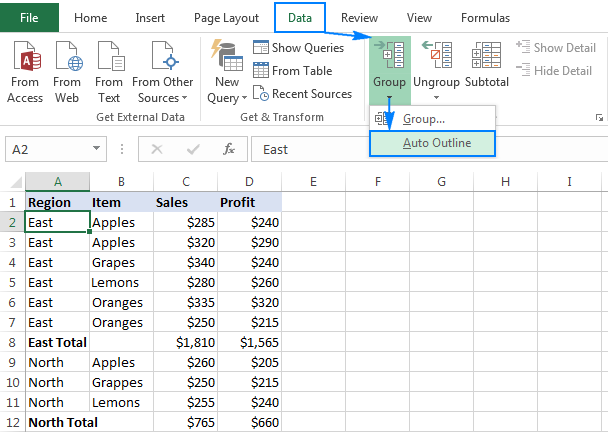 File Home Insert Page Layout Data Review View Formulas
From Access
From Web
From Text
From Other Sources
Get External Data
New Query
Show Queries
From Table
Recent Sources
Get & Transform
Group
Ungroup
Subtotal
Show Detail
Hide Detail
Group...
Auto Outline
A2 fx East
A B C D E F G H I
1 Region Item Sales Profit
2 East Apples $285 $240
3 East Apples $320 $290
4 East Grapes $340 $240
5 East Lemons $280 $260
6 East Oranges $335 $320
7 East Oranges $250 $215
8 East Total $1,810 $1,565
9 North Apples $260 $205
10 North Grappes $250 $215
11 North Lemons $255 $240
12 North Total $765 $660